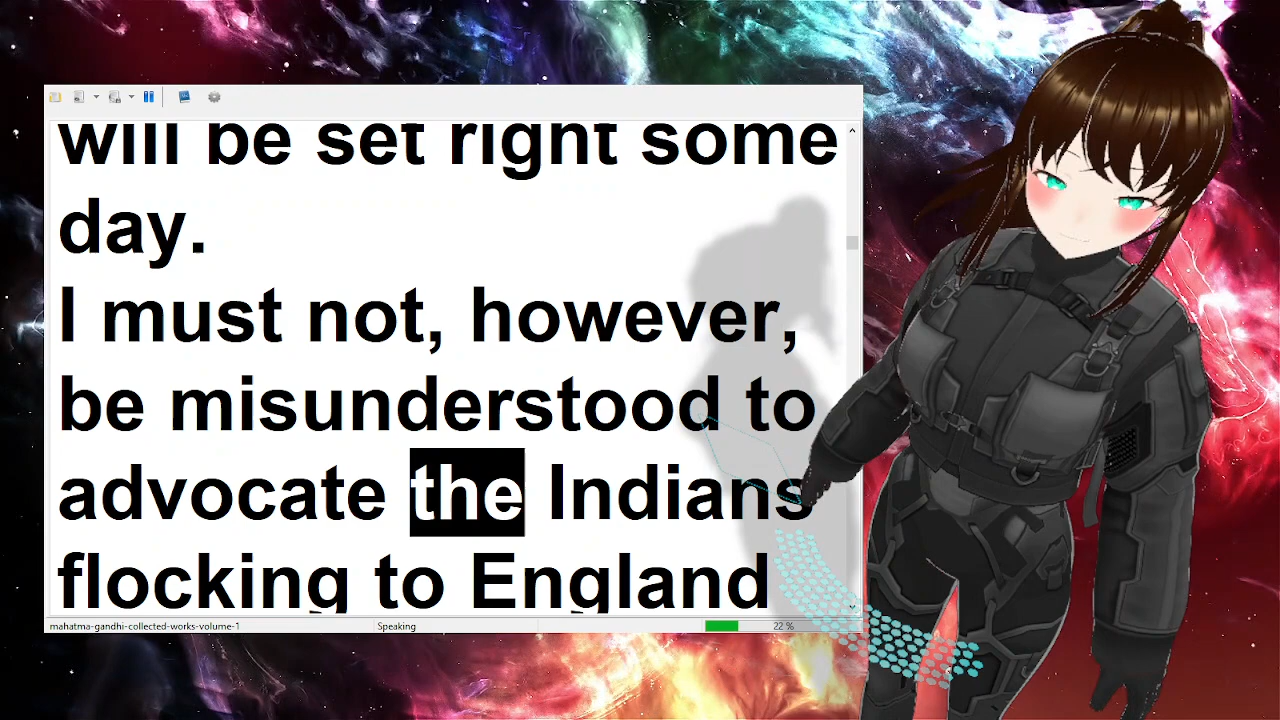 will be set right some
day.
I must not, however,
be misunderstood to
advocate the Indians
flocking to England
mahatma-gandhi-collected-works-volume-1
Speaking
22 %